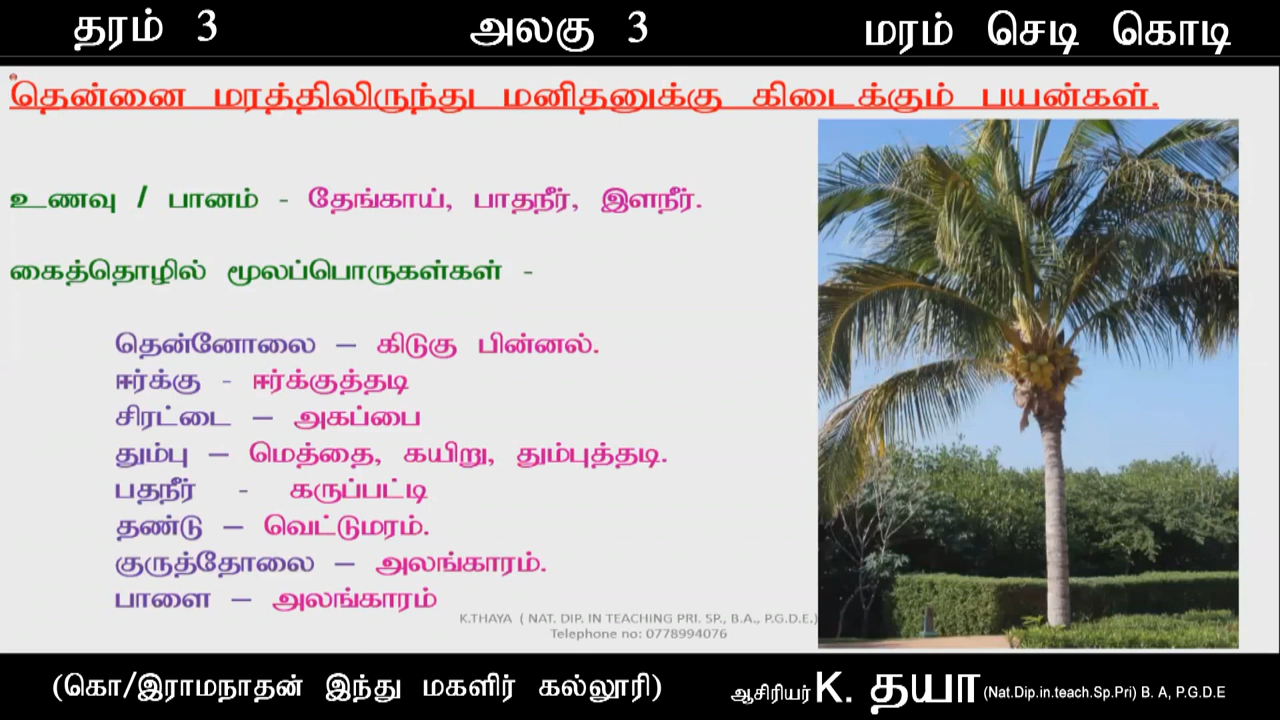 தரம் 3 அலகு 3 மரம் செடி கொடி
தென்னை மரத்திலிருந்து மனிதனுக்கு கிடைக்கும் பயன்கள்.
உணவு / பானம் - தேங்காய், பாதநீர், இளநீர்.
கைத்தொழில் மூலப்பொருகள்கள் -
தென்னோலை – கிடுகு பின்னல்.
ஈர்க்கு - ஈர்க்குத்தடி
சிரட்டை – அகப்பை
தும்பு – மெத்தை, கயிறு, தும்புத்தடி.
பதநீர் - கருப்பட்டி
தண்டு – வெட்டுமரம்.
குருத்தோலை – அலங்காரம்.
பாளை – அலங்காரம்
K.THAYA ( NAT. DIP. IN TEACHING PRI. SP., B.A., P.G.D.E.)
Telephone no: 0778994076
(கொ/இராமநாதன் இந்து மகளிர் கல்லூரி) ஆசிரியர் K. தயா (Nat.Dip.in.teach.Sp.Pri) B. A, P.G.D.E